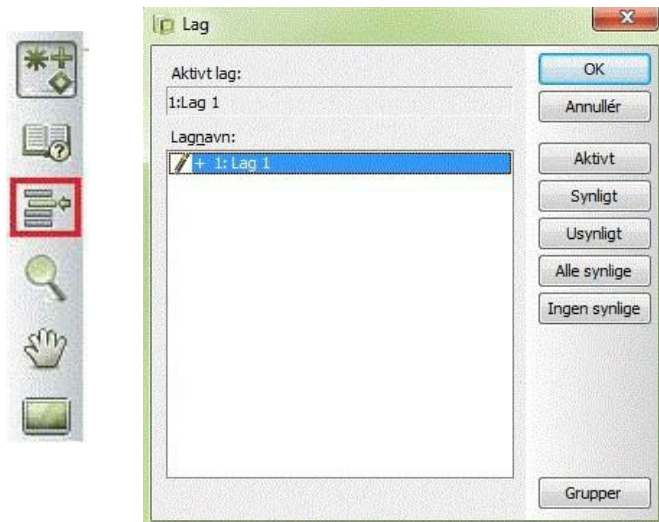 Lag
Aktivt lag:
1:Lag 1
Lagnavn:
+ 1: Lag 1
OK
Annullér
Aktivt
Synligt
Usynligt
Alle synlige
Ingen synlige
Grupper